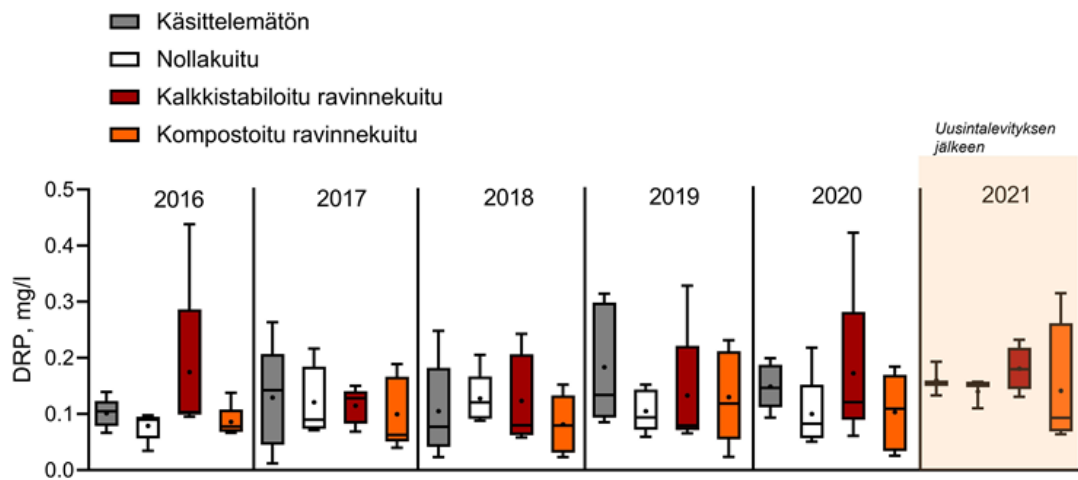 Käsittelemätön
Nollakuitu
Kalkkistabiloitu ravinnekuitu
Kompostoitu ravinnekuitu
Uusintalevityksen
jälkeen
2016 2017 2018 2019 2020 2021
DRP, mg/l
0.5
0.4
0.3
0.2
0.1
0.0